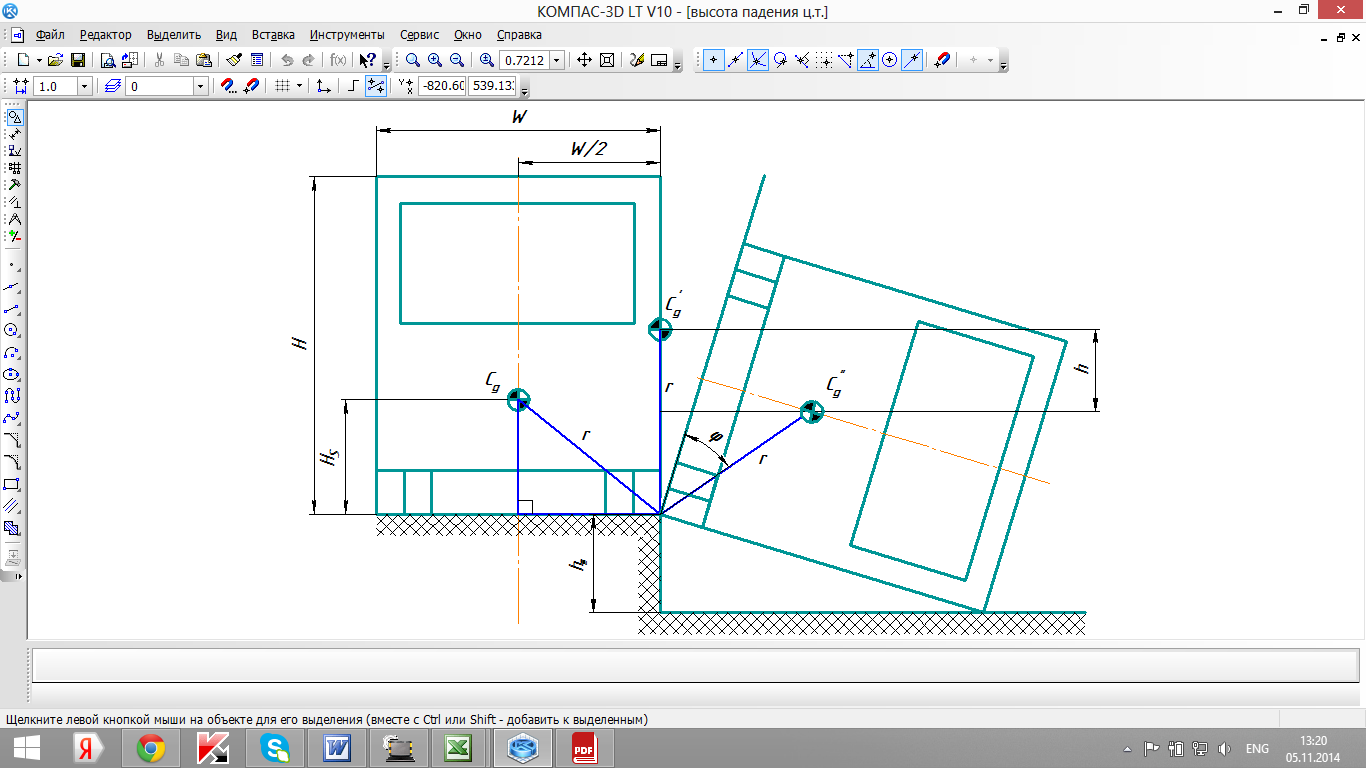 КОМПАС-3D LT V10 - [высота падения ц.т.]
Файл Редактор Выделить Вид Вставка Инструменты Сервис Окно Справка
0.7212
f(x)
1.0 0 -820.60 539.13
W
W/2
H
C'g
h
Cg
C"g
r
r
φ
r
HS
Щелкните левой кнопкой мыши на объекте для его выделения (вместе с Ctrl или Shift - добавить к выделенным)
Я
W
X
PDF
ENG
13:20
05.11.2014